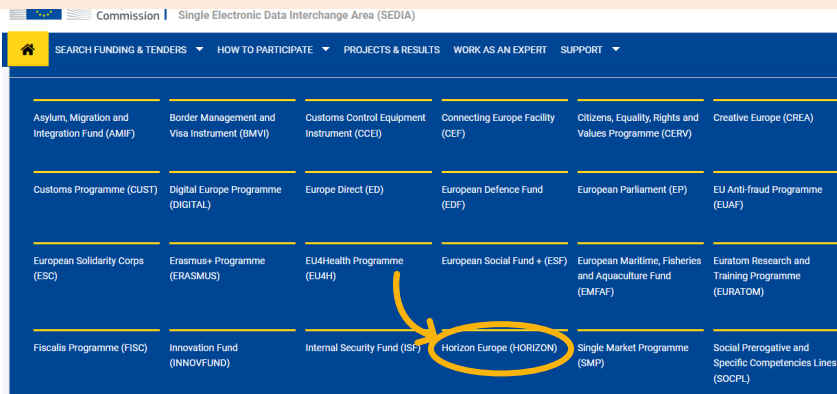 Commission Single Electronic Data Interchange Area (SEDIA)
SEARCH FUNDING & TENDERS HOW TO PARTICIPATE PROJECTS & RESULTS WORK AS AN EXPERT SUPPORT
Asylum, Migration and
Integration Fund (AMIF)
Border Management and
Visa Instrument (BMVI)
Customs Control Equipment
Instrument (CCEI)
Connecting Europe Facility
(CEF)
Citizens, Equality, Rights and
Values Programme (CERV)
Creative Europe (CREA)
Customs Programme (CUST)
Digital Europe Programme
(DIGITAL)
Europe Direct (ED)
European Defence Fund
(EDF)
European Parliament (EP)
EU Anti-fraud Programme
(EUAF)
European Solidarity Corps
(ESC)
Erasmus+ Programme
(ERASMUS)
EU4Health Programme
(EU4H)
European Social Fund + (ESF)
European Maritime, Fisheries
and Aquaculture Fund
(EMFAF)
Euratom Research and
Training Programme
(EURATOM)
Fiscalis Programme (FISC)
Innovation Fund
(INNOVFUND)
Internal Security Fund (ISF)
Horizon Europe (HORIZON)
Single Market Programme
(SMP)
Social Prerogative and
Specific Competencies Lines
(SOCPL)